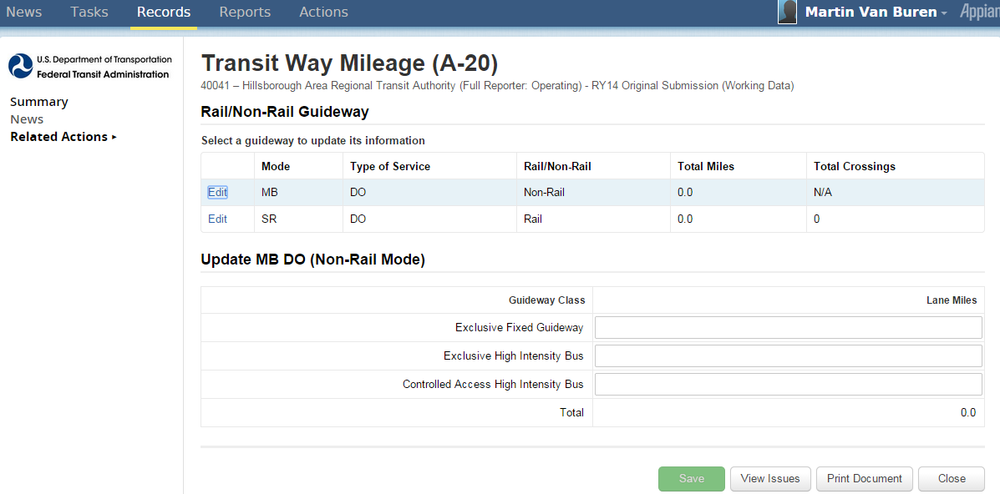 News Tasks Records Reports Actions Martin Van Buren Appian
U.S. Department of Transportation
Federal Transit Administration
Summary
News
Related Actions
Transit Way Mileage (A-20)
40041 – Hillsborough Area Regional Transit Authority (Full Reporter: Operating) - RY14 Original Submission (Working Data)
Rail/Non-Rail Guideway
Select a guideway to update its information
Mode Type of Service Rail/Non-Rail Total Miles Total Crossings
Edit MB DO Non-Rail 0.0 N/A
Edit SR DO Rail 0.0 0
Update MB DO (Non-Rail Mode)
Guideway Class Lane Miles
Exclusive Fixed Guideway
Exclusive High Intensity Bus
Controlled Access High Intensity Bus
Total 0.0
Save View Issues Print Document Close